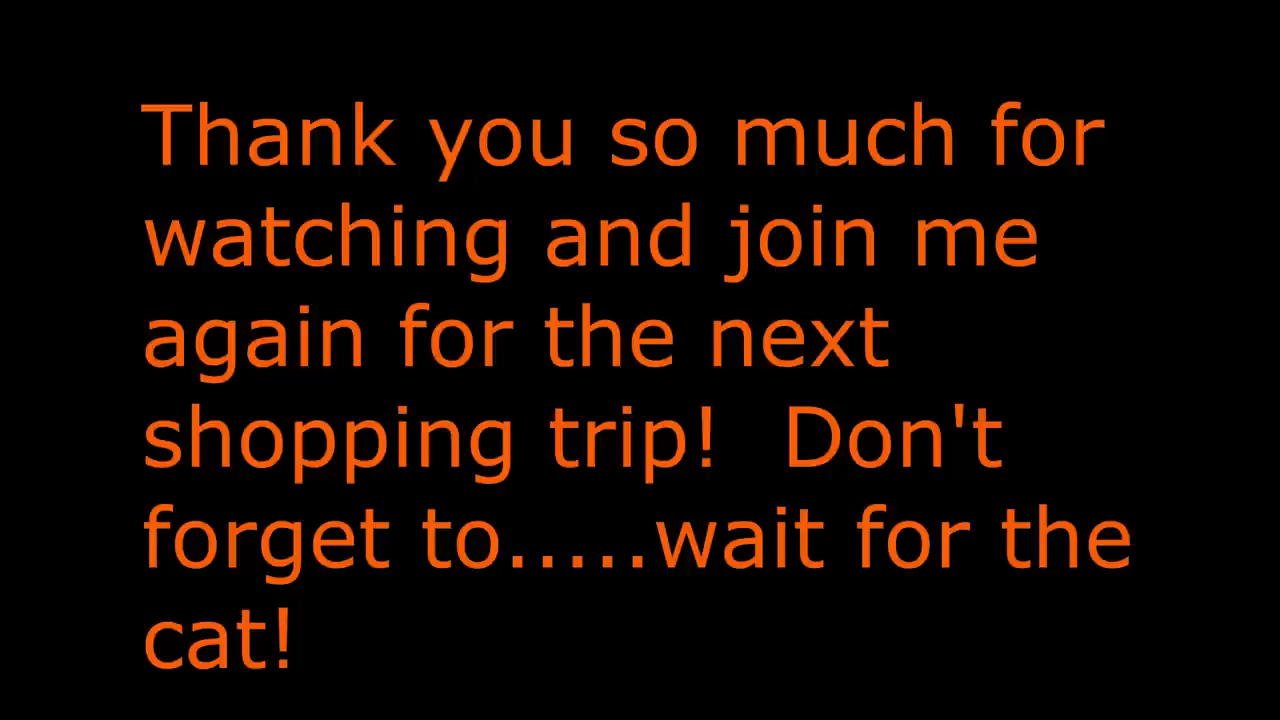 Thank you so much for
watching and join me
again for the next
shopping trip!  Don't
forget to.....wait for the
cat!